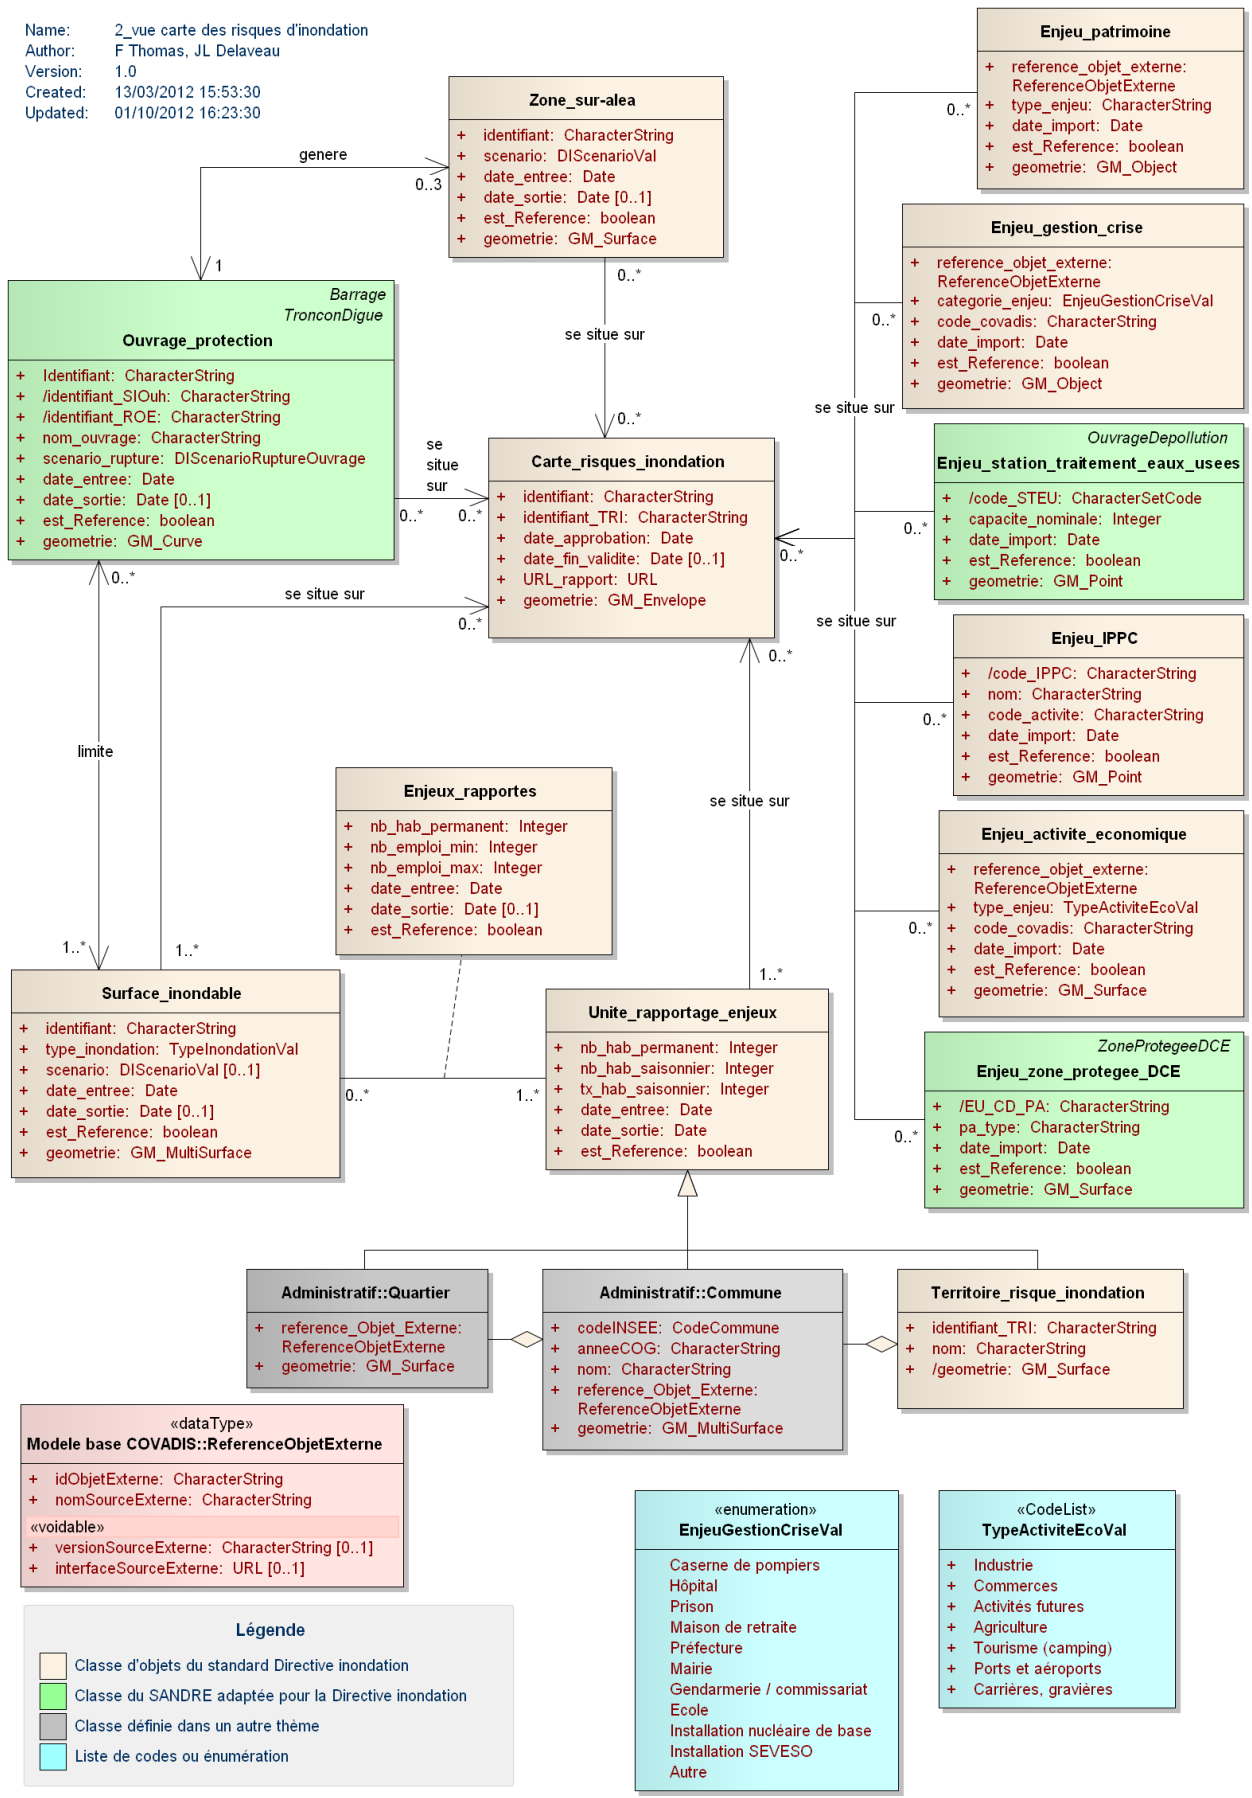 Name: 2_vue carte des risques d'inondation
Author: F Thomas, JL Delaveau
Version: 1.0
Created: 13/03/2012 15:53:30
Updated: 01/10/2012 16:23:30
Zone_sur-alea
+ identifiant: CharacterString
+ scenario: DIScenarioVal
+ date_entree: Date
+ date_sortie: Date [0..1]
+ est_Reference: boolean
+ geometrie: GM_Surface
genere
0..3
1
0..*
se situe sur
0..*
Barrage
TronconDigue
Ouvrage_protection
+ Identifiant: CharacterString
+ /identifiant_SIOuh: CharacterString
+ /identifiant_ROE: CharacterString
+ nom_ouvrage: CharacterString
+ scenario_rupture: DIScenarioRuptureOuvrage
+ date_entree: Date
+ date_sortie: Date [0..1]
+ est_Reference: boolean
+ geometrie: GM_Curve
se
situe
sur
0..*
0..*
Carte_risques_inondation
+ identifiant: CharacterString
+ identifiant_TRI: CharacterString
+ date_approbation: Date
+ date_fin_validite: Date [0..1]
+ URL_rapport: URL
+ geometrie: GM_Envelope
0..*
se situe sur
0..*
0..*
0..*
limite
1..*
1..*
se situe sur
1..*
Enjeu_patrimoine
+ reference_objet_externe:
ReferenceObjetExterne
+ type_enjeu: CharacterString
+ date_import: Date
+ est_Reference: boolean
+ geometrie: GM_Object
0..*
Enjeu_gestion_crise
+ reference_objet_externe:
ReferenceObjetExterne
+ categorie_enjeu: EnjeuGestionCriseVal
+ code_covadis: CharacterString
+ date_import: Date
+ est_Reference: boolean
+ geometrie: GM_Object
0..*
se situe sur
OuvrageDepollution
Enjeu_station_traitement_eaux_usees
+ /code_STEU: CharacterSetCode
+ capacite_nominale: Integer
+ date_import: Date
+ est_Reference: boolean
+ geometrie: GM_Point
0..*
se situe sur
Enjeu_IPPC
+ /code_IPPC: CharacterString
+ nom: CharacterString
+ code_activite: CharacterString
+ date_import: Date
+ est_Reference: boolean
+ geometrie: GM_Point
0..*
Enjeu_activite_economique
+ reference_objet_externe:
ReferenceObjetExterne
+ type_enjeu: TypeActiviteEcoVal
+ code_covadis: CharacterString
+ date_import: Date
+ est_Reference: boolean
+ geometrie: GM_Surface
0..*
ZoneProtegeeDCE
Enjeu_zone_protegee_DCE
+ /EU_CD_PA: CharacterString
+ pa_type: CharacterString
+ date_import: Date
+ est_Reference: boolean
+ geometrie: GM_Surface
0..*
Enjeux_rapportes
+ nb_hab_permanent: Integer
+ nb_emploi_min: Integer
+ nb_emploi_max: Integer
+ date_entree: Date
+ date_sortie: Date [0..1]
+ est_Reference: boolean
Surface_inondable
+ identifiant: CharacterString
+ type_inondation: TypeInondationVal
+ scenario: DIScenarioVal [0..1]
+ date_entree: Date
+ date_sortie: Date [0..1]
+ est_Reference: boolean
+ geometrie: GM_MultiSurface
0..*
1..*
Unite_rapportage_enjeux
+ nb_hab_permanent: Integer
+ nb_hab_saisonnier: Integer
+ tx_hab_saisonnier: Integer
+ date_entree: Date
+ date_sortie: Date
+ est_Reference: boolean
Administratif::Quartier
+ reference_Objet_Externe:
ReferenceObjetExterne
+ geometrie: GM_Surface
Administratif::Commune
+ codeINSEE: CodeCommune
+ anneeCOG: CharacterString
+ nom: CharacterString
+ reference_Objet_Externe:
ReferenceObjetExterne
+ geometrie: GM_MultiSurface
Territoire_risque_inondation
+ identifiant_TRI: CharacterString
+ nom: CharacterString
+ /geometrie: GM_Surface
«dataType»
Modele base COVADIS::ReferenceObjetExterne
+ idObjetExterne: CharacterString
+ nomSourceExterne: CharacterString
«voidable»
+ versionSourceExterne: CharacterString [0..1]
+ interfaceSourceExterne: URL [0..1]
«enumeration»
EnjeuGestionCriseVal
Caserne de pompiers
Hôpital
Prison
Maison de retraite
Préfecture
Mairie
Gendarmerie / commissariat
Ecole
Installation nucléaire de base
Installation SEVESO
Autre
«CodeList»
TypeActiviteEcoVal
+ Industrie
+ Commerces
+ Activités futures
+ Agriculture
+ Tourisme (camping)
+ Ports et aéroports
+ Carrières, gravières
Légende
Classe d'objets du standard Directive inondation
Classe du SANDRE adaptée pour la Directive inondation
Classe définie dans un autre thème
Liste de codes ou énumération